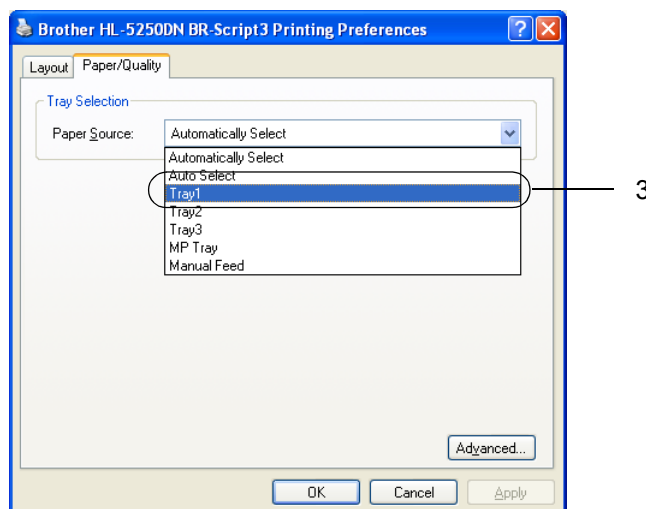 Brother HL-5250DN BR-Script3 Printing Preferences
Layout Paper/Quality
Tray Selection
Paper Source: Automatically Select
Automatically Select
Auto Select
Tray1
3
Tray2
Tray3
MP Tray
Manual Feed
Advanced...
OK Cancel Apply